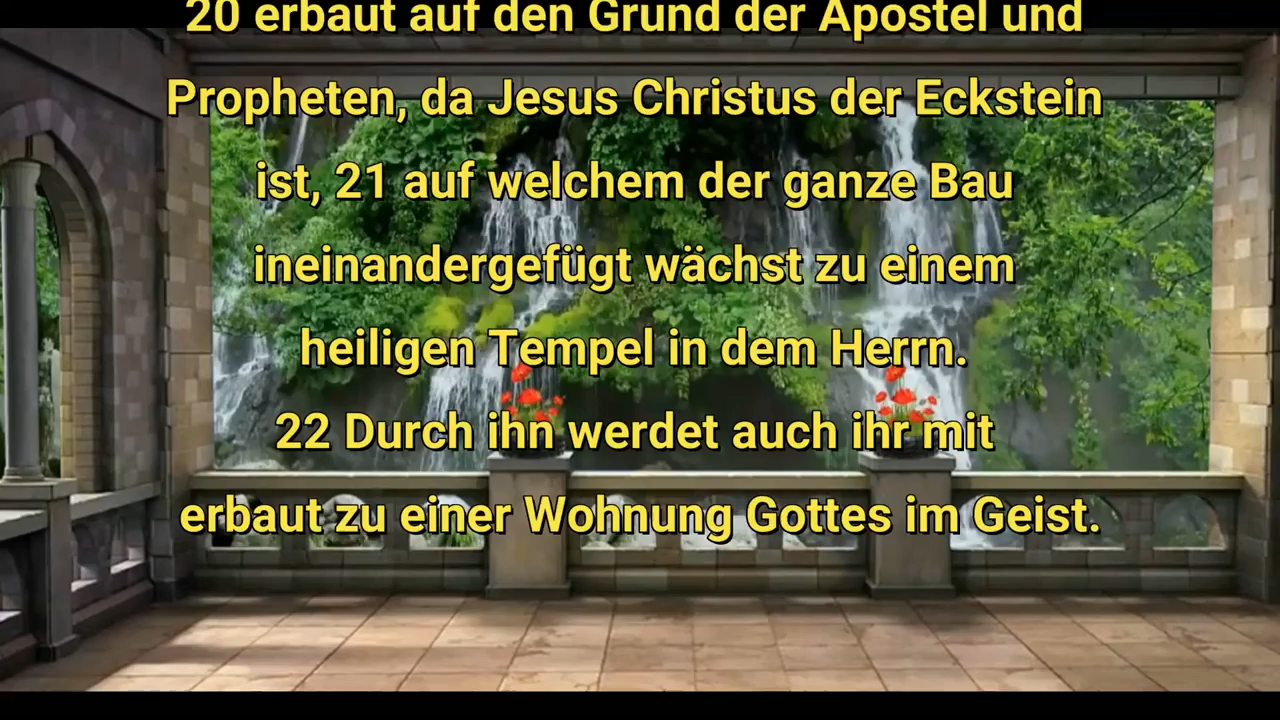 20 erbaut auf den Grund der Apostel und
Propheten, da Jesus Christus der Eckstein
ist, 21 auf welchem der ganze Bau
ineinandergefügt wächst zu einem
heiligen Tempel in dem Herrn.
22 Durch ihn werdet auch ihr mit
erbaut zu einer Wohnung Gottes im Geist.